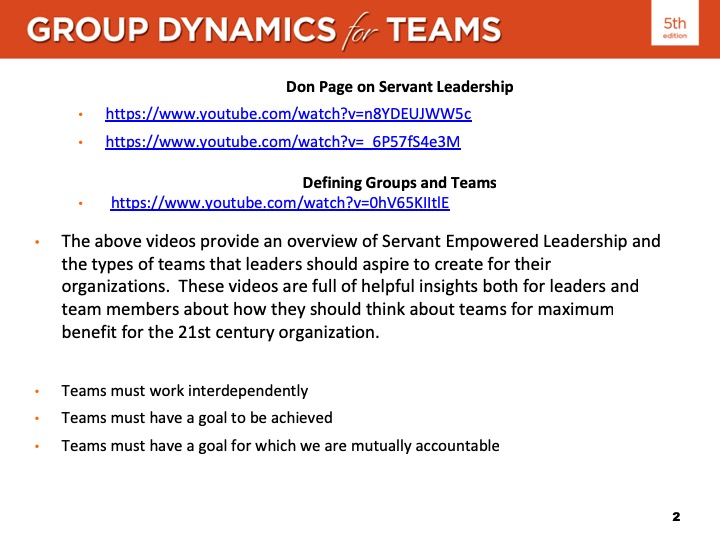 GROUP DYNAMICS for TEAMS
5th
edition
Don Page on Servant Leadership
• https://www.youtube.com/watch?v=n8YDEUJWW5c
• https://www.youtube.com/watch?v=_6P57fS4e3M
Defining Groups and Teams
• https://www.youtube.com/watch?v=0hV65KIItlE
• The above videos provide an overview of Servant Empowered Leadership and
the types of teams that leaders should aspire to create for their
organizations. These videos are full of helpful insights both for leaders and
team members about how they should think about teams for maximum
benefit for the 21st century organization.
• Teams must work interdependently
• Teams must have a goal to be achieved
• Teams must have a goal for which we are mutually accountable
2